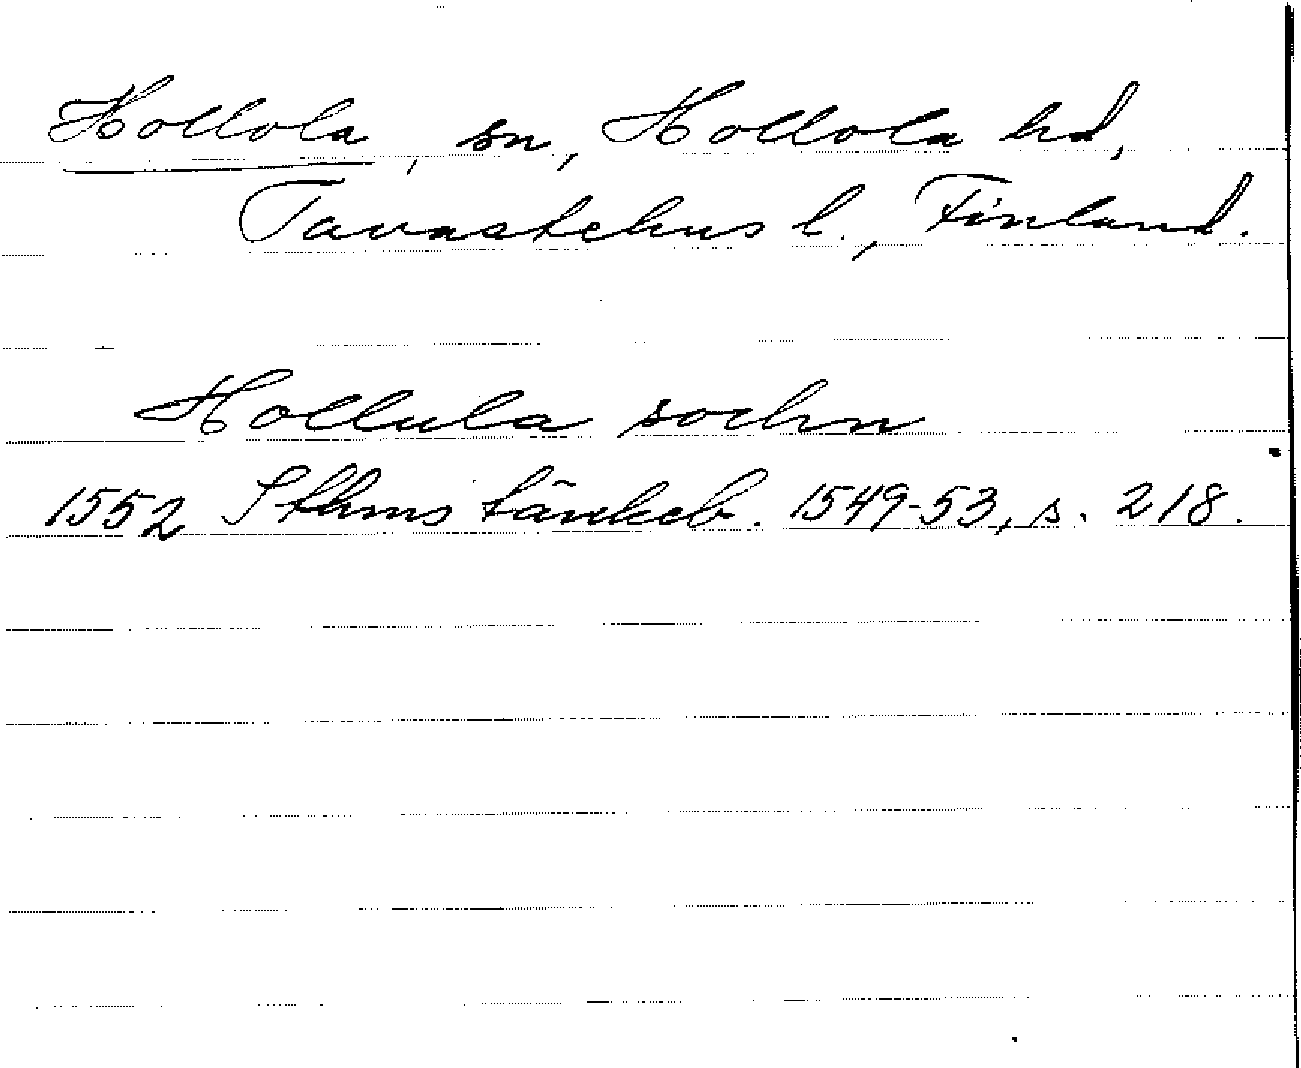 Hollola, sn, Hollola hd,
Tavastehus l., Finland.
Hollula sochn
1552 Sthms tänkeb. 1549-53, s. 218.